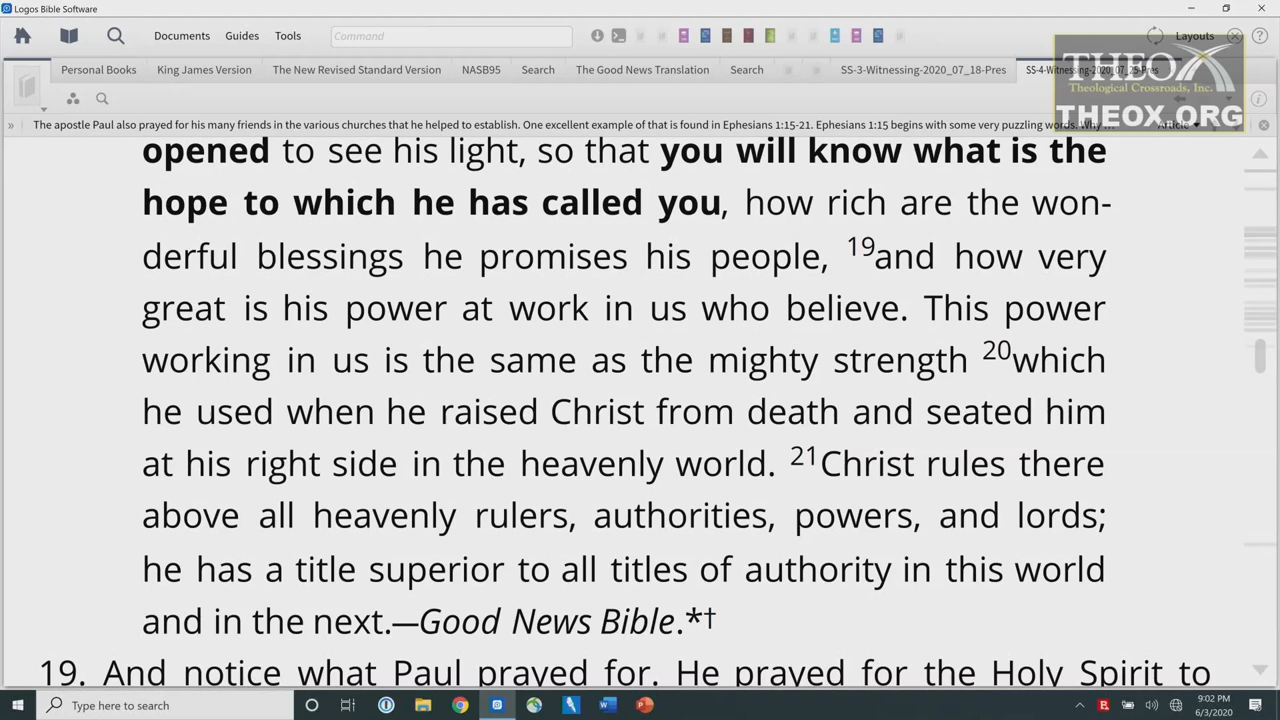 Logos Bible Software
Documents Guides Tools Command Layouts
Personal Books King James Version The New Revised NASB95 Search The Good News Translation Search SS-3-Witnessing-2020_07_18-Pres SS-4-Witnessing-2020_07_25-Pres
THEOX
Theological Crossroads, Inc.
THEOX.ORG
» The apostle Paul also prayed for his many friends in the various churches that he helped to establish. One excellent example of that is found in Ephesians 1:15-21. Ephesians 1:15 begins with some very puzzling words. Why... Article
opened to see his light, so that you will know what is the
hope to which he has called you, how rich are the won-
derful blessings he promises his people, 19and how very
great is his power at work in us who believe. This power
working in us is the same as the mighty strength 20which
he used when he raised Christ from death and seated him
at his right side in the heavenly world. 21Christ rules there
above all heavenly rulers, authorities, powers, and lords;
he has a title superior to all titles of authority in this world
and in the next.—Good News Bible.*†
19. And notice what Paul prayed for. He prayed for the Holy Spirit to
Type here to search
9:02 PM
6/3/2020